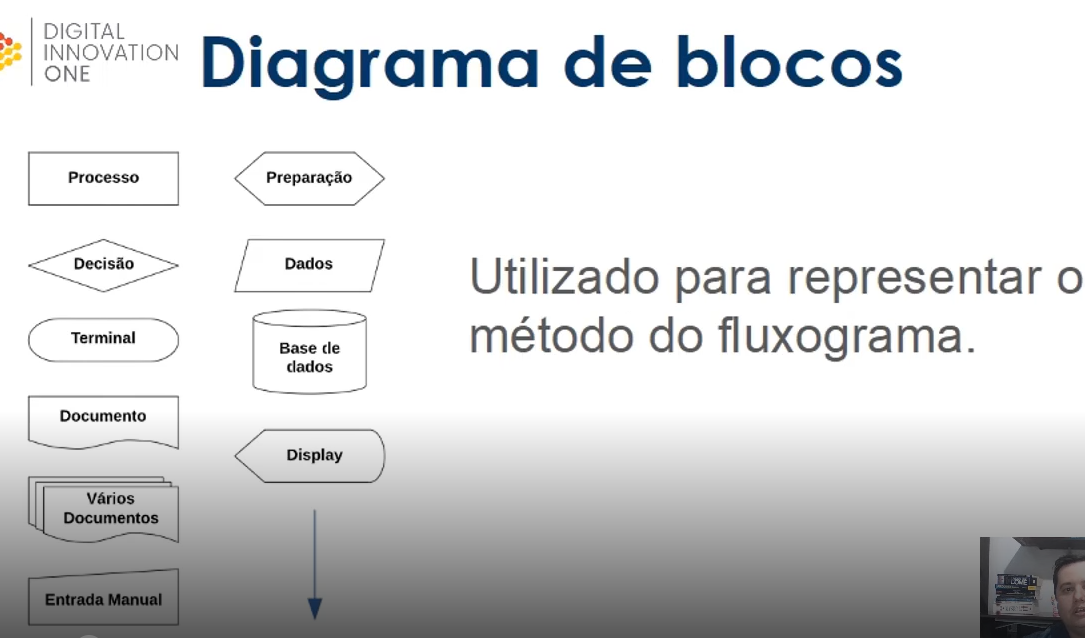 DIGITAL
INNOVATION
ONE
Diagrama de blocos
Processo
Preparação
Decisão
Dados
Terminal
Base de
dados
Documento
Display
Vários
Documentos
Entrada Manual
Utilizado para representar o
método do fluxograma.